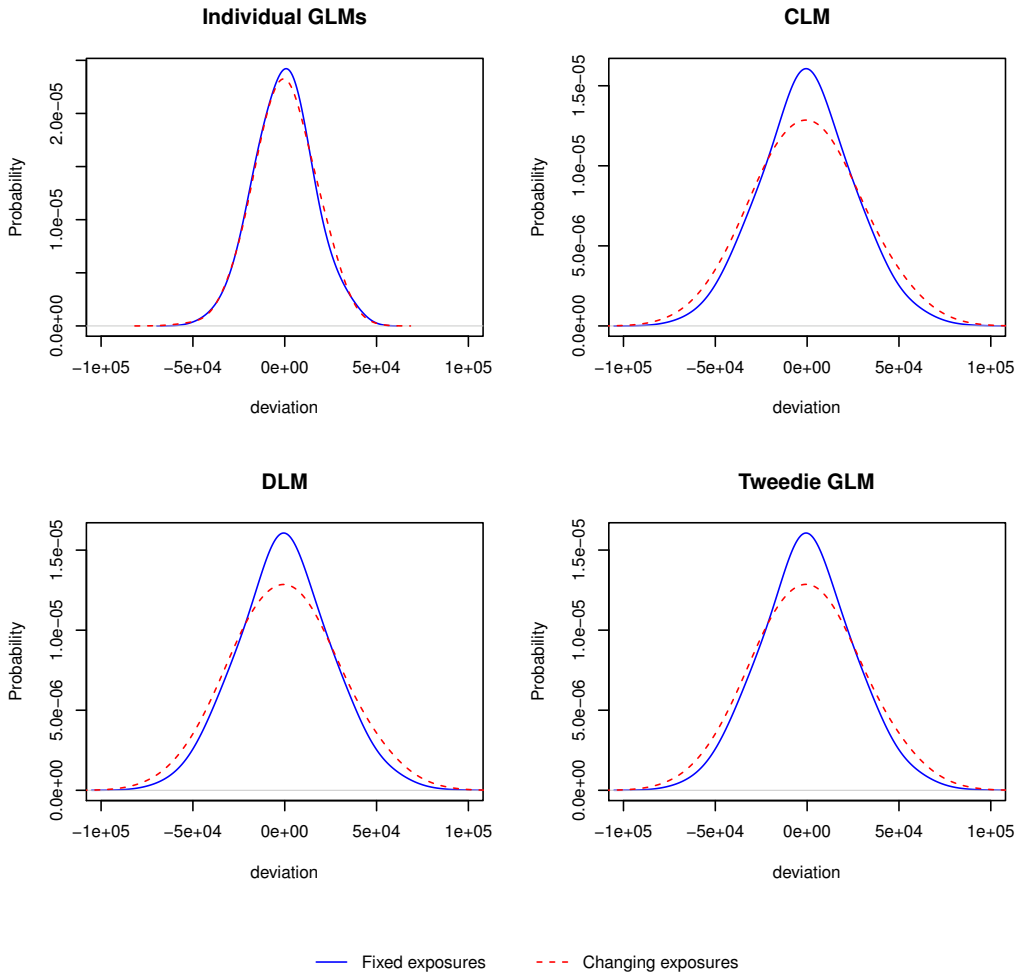 Individual GLMs
CLM
Probability
0.0e+00
1.0e−05
2.0e−05
−1e+05
−5e+04
0e+00
5e+04
1e+05
deviation
Probability
0.0e+00
5.0e−06
1.0e−05
1.5e−05
−1e+05
−5e+04
0e+00
5e+04
1e+05
deviation
DLM
Tweedie GLM
Probability
0.0e+00
5.0e−06
1.0e−05
1.5e−05
−1e+05
−5e+04
0e+00
5e+04
1e+05
deviation
Probability
0.0e+00
5.0e−06
1.0e−05
1.5e−05
−1e+05
−5e+04
0e+00
5e+04
1e+05
deviation
Fixed exposures
Changing exposures